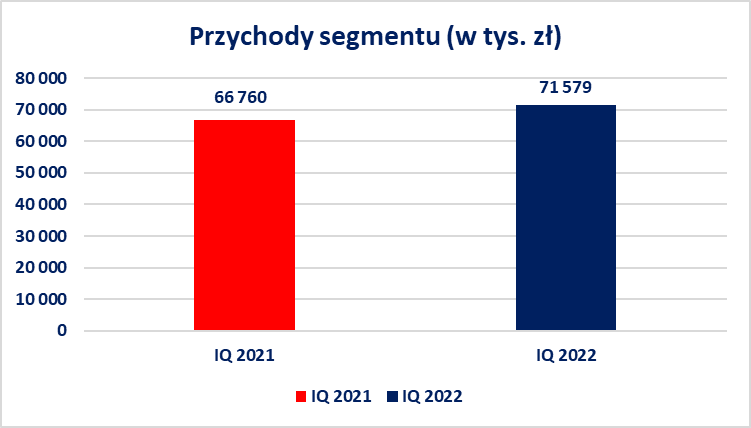 Przychody segmentu (w tys. zł)
80 000
70 000
60 000
50 000
40 000
30 000
20 000
10 000
0
66 760
71 579
IQ 2021
IQ 2022
IQ 2021
IQ 2022